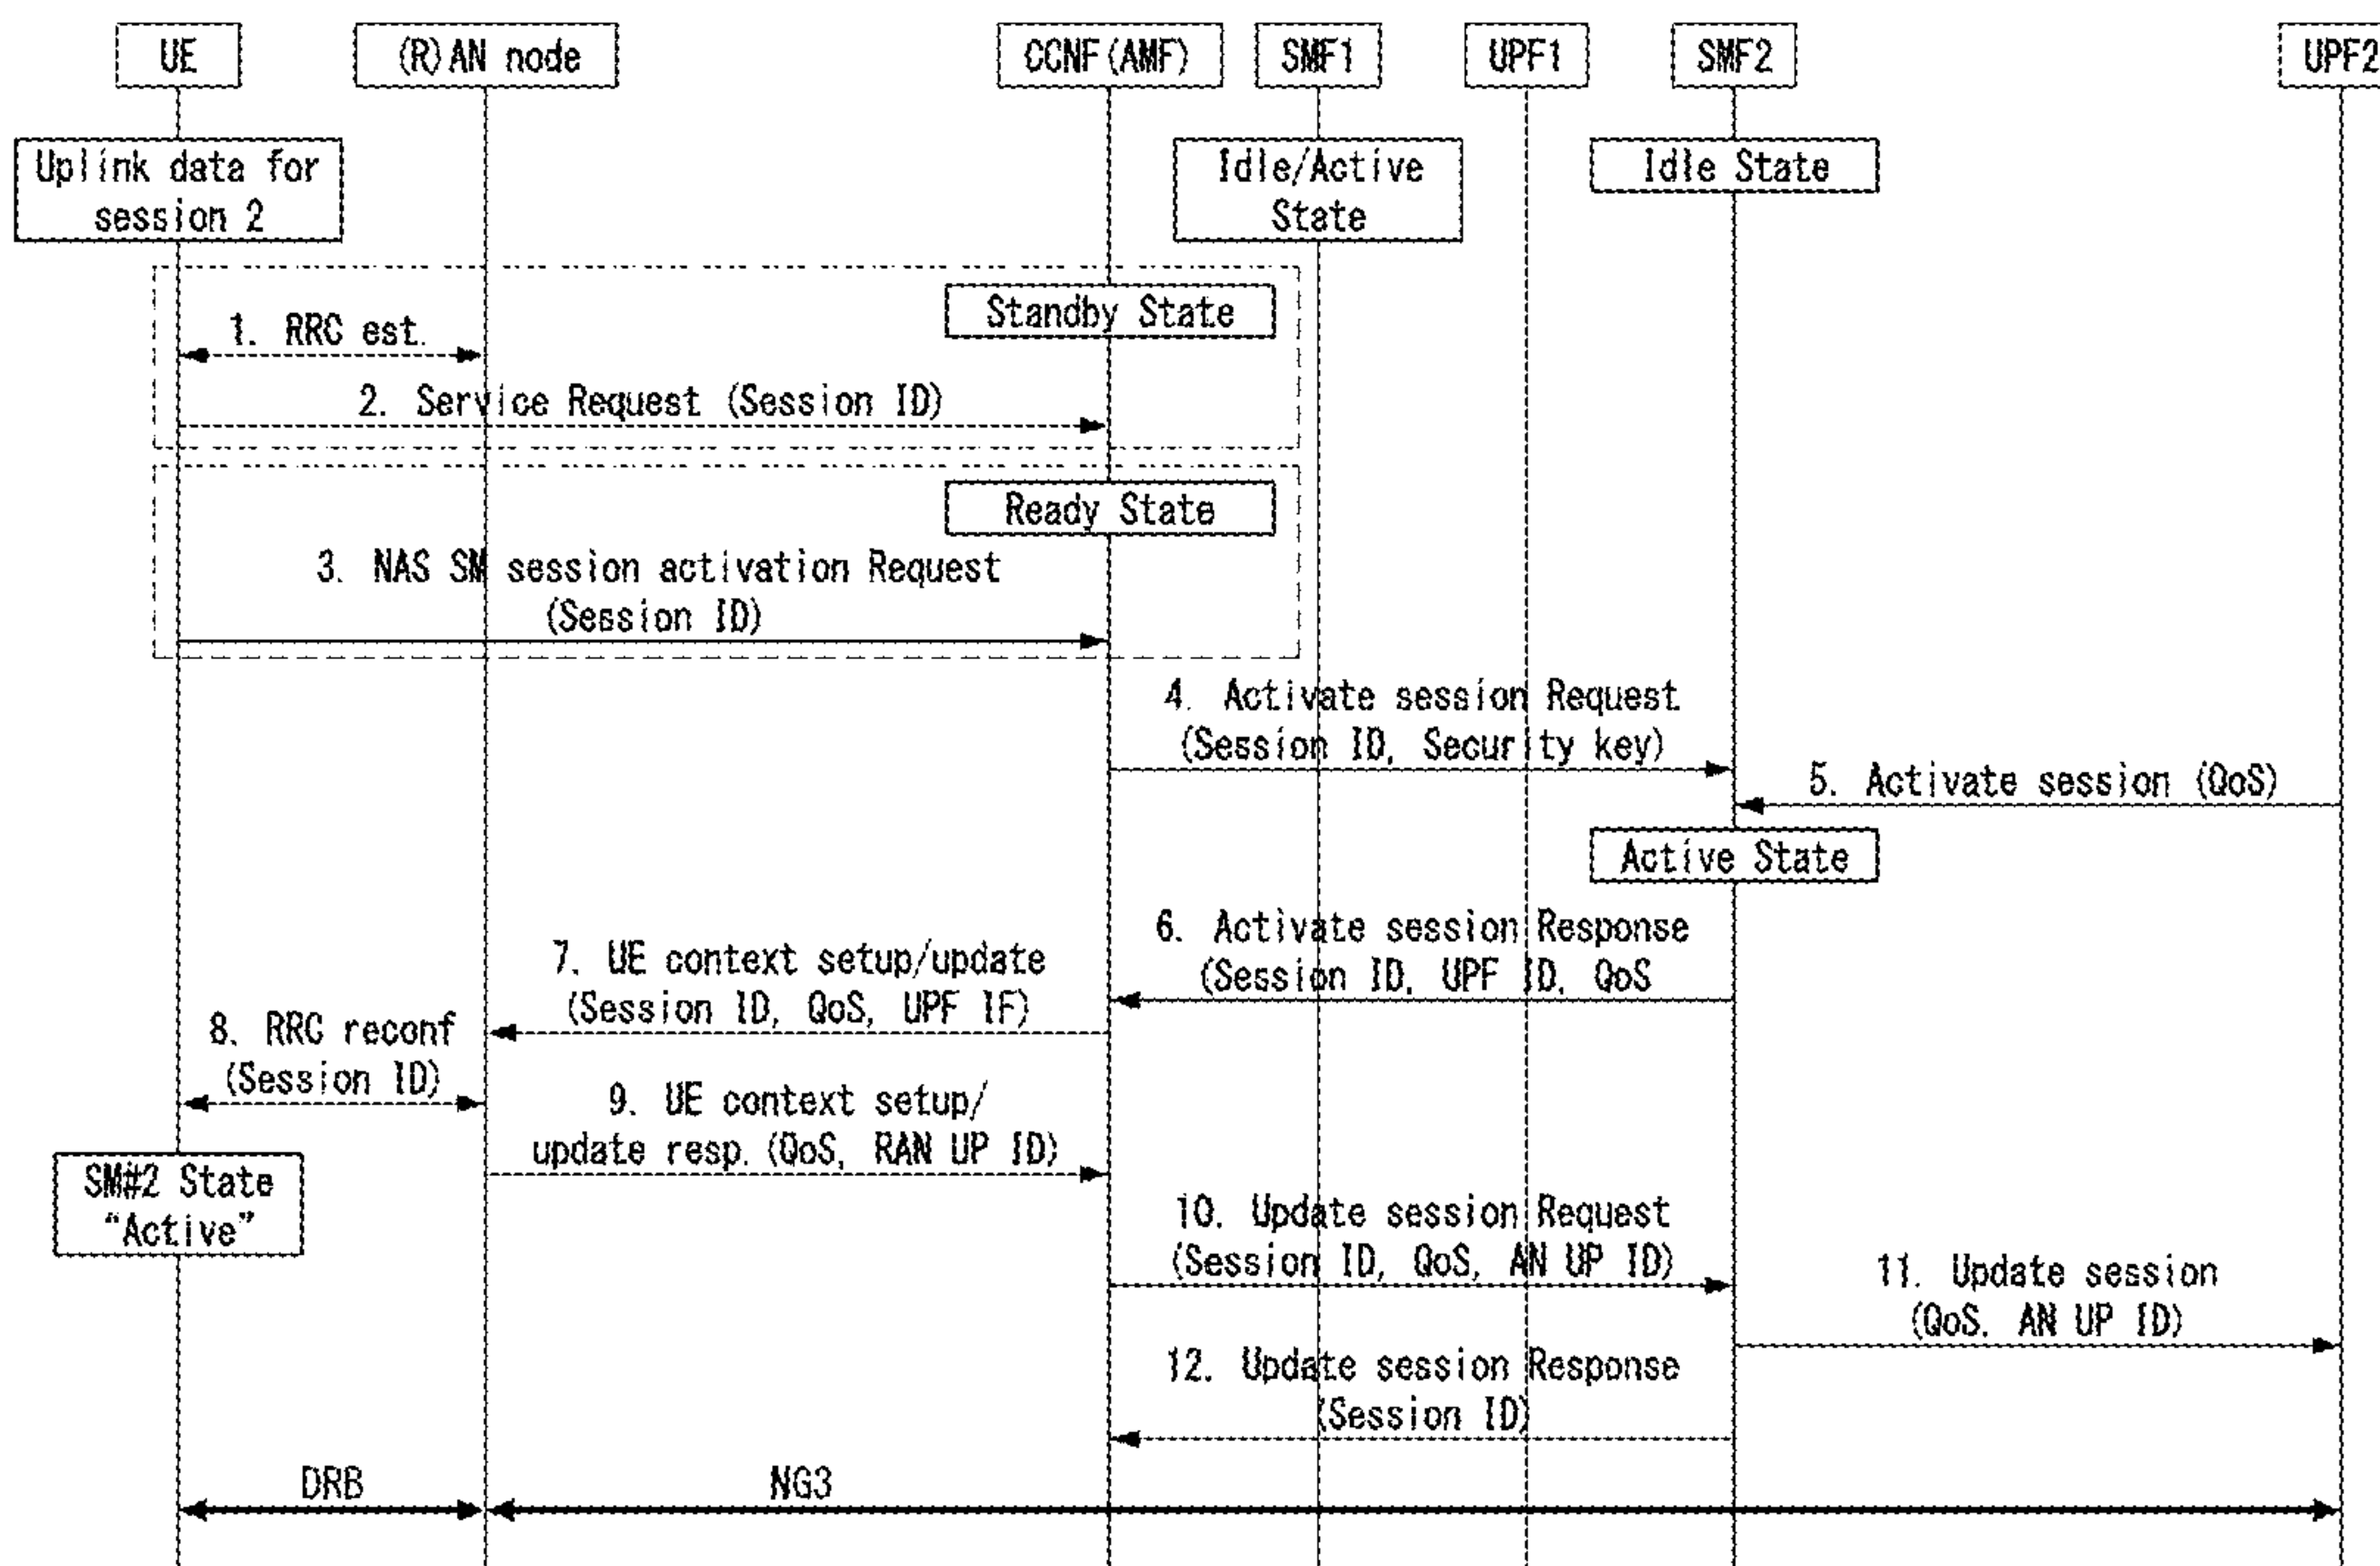 UE
(R)AN node
CCNF(AMF)
SMF1
UPF1
SMF2
UPF2
Uplink data for
session 2
Idle/Active
State
Idle State
Standby State
1. RRC est.
2. Service Request (Session ID)
Ready State
3. NAS SM session activation Request
(Session ID)
4. Activate session Request
(Session ID, Security key)
5. Activate session (QoS)
Active State
6. Activate session Response
(Session ID, UPF ID, QoS
7. UE context setup/update
(Session ID, QoS, UPF IF)
8. RRC reconf
(Session ID)
9. UE context setup/
update resp. (QoS, RAN UP ID)
SM#2 State
“Active”
10. Update session Request
(Session ID, QoS, AN UP ID)
11. Update session
(QoS, AN UP ID)
12. Update session Response
(Session ID)
DRB
NG3